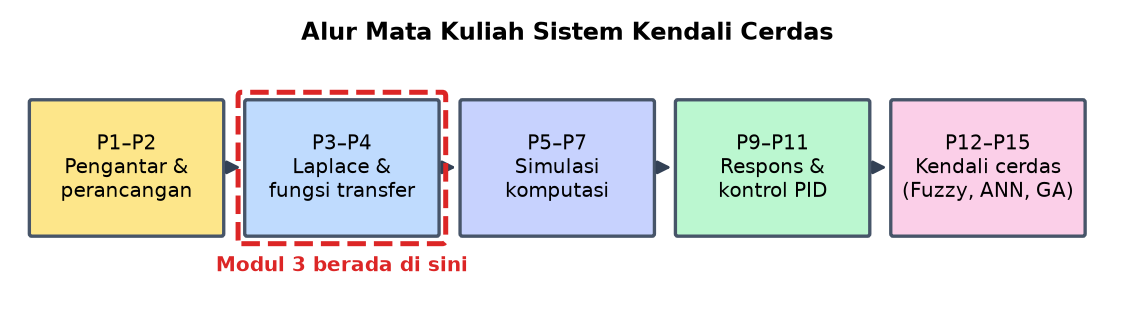 Alur Mata Kuliah Sistem Kendali Cerdas
P1–P2
Pengantar &
perancangan
P3–P4
Laplace &
fungsi transfer
P5–P7
Simulasi
komputasi
P9–P11
Respons &
kontrol PID
P12–P15
Kendali cerdas
(Fuzzy, ANN, GA)
Modul 3 berada di sini